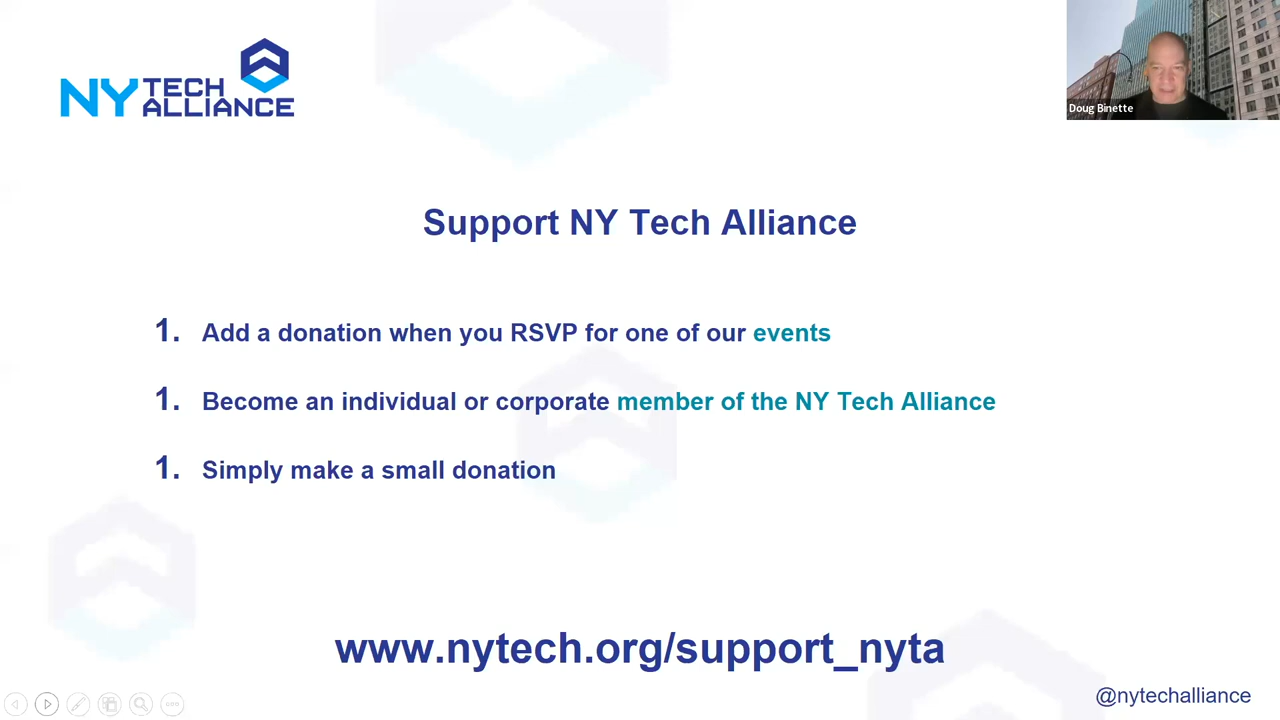 NY TECH
ALLIANCE
Doug Binette
Support NY Tech Alliance
1. Add a donation when you RSVP for one of our events
1. Become an individual or corporate member of the NY Tech Alliance
1. Simply make a small donation
www.nytech.org/support_nyta
@nytechalliance